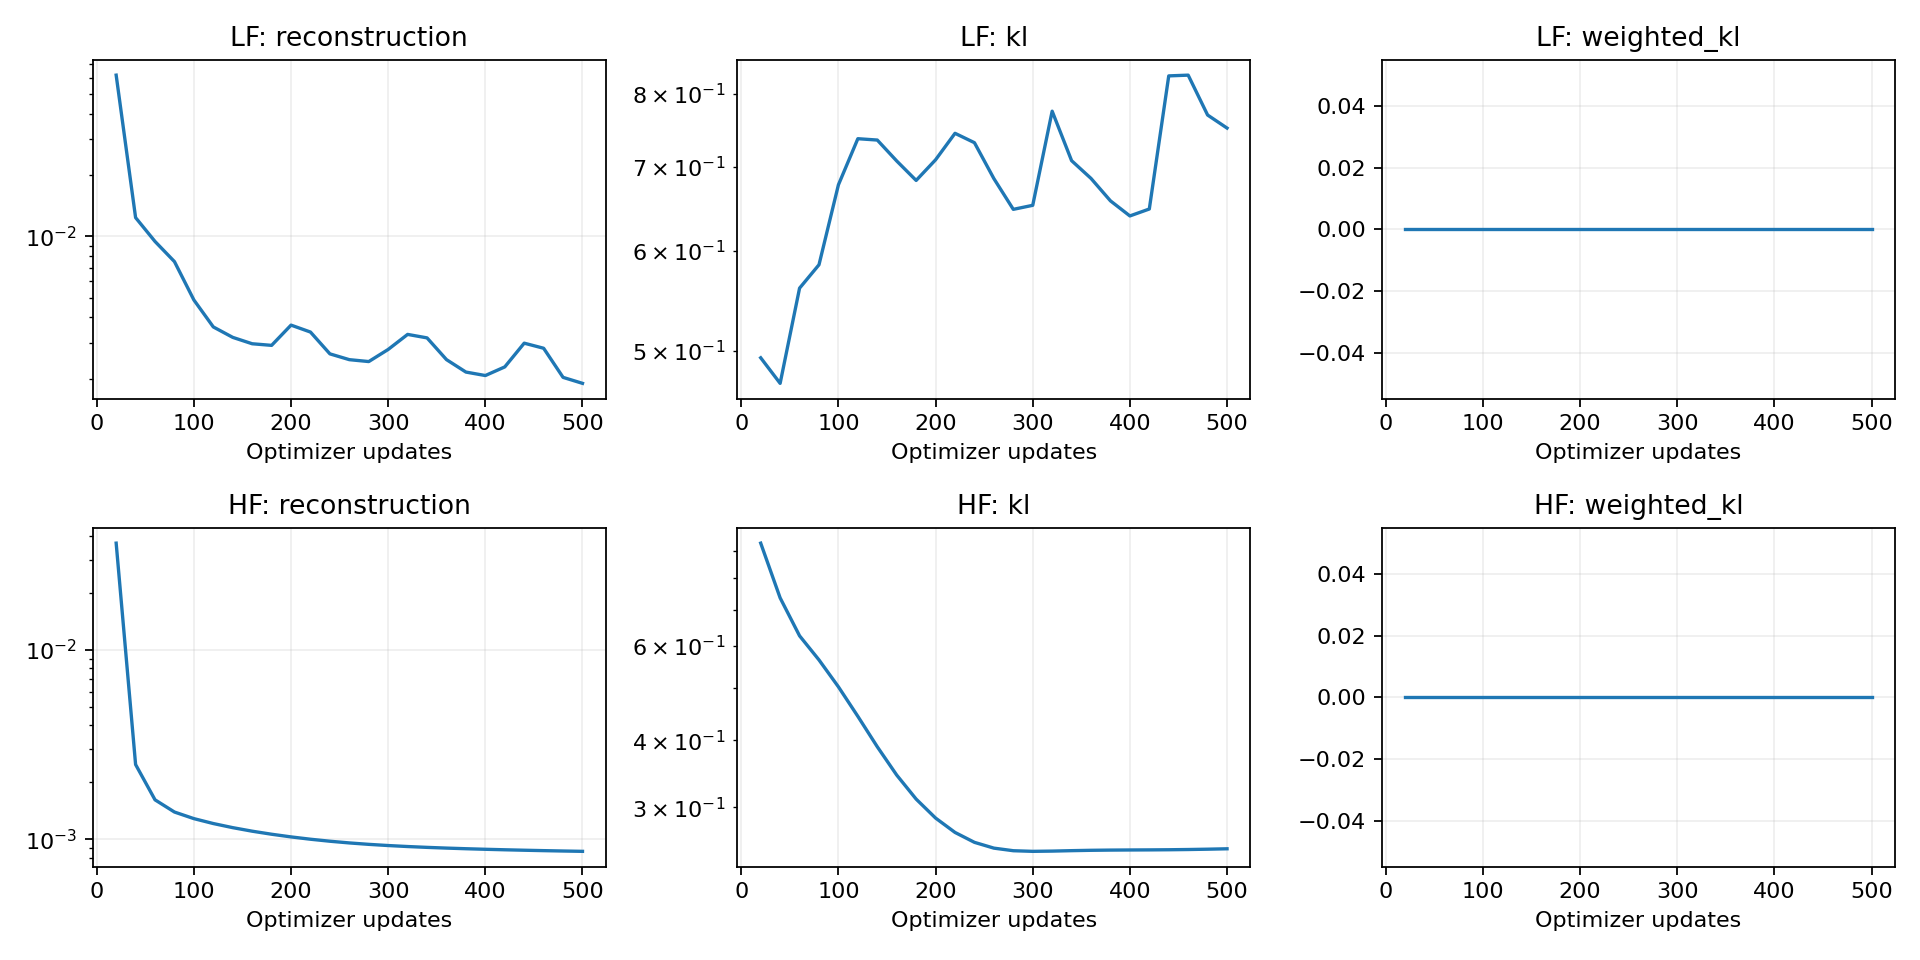 LF: reconstruction
10⁻²
0 100 200 300 400 500
Optimizer updates
LF: kl
8 × 10⁻¹
7 × 10⁻¹
6 × 10⁻¹
5 × 10⁻¹
0 100 200 300 400 500
Optimizer updates
LF: weighted_kl
0.04
0.02
0.00
−0.02
−0.04
0 100 200 300 400 500
Optimizer updates
HF: reconstruction
10⁻²
10⁻³
0 100 200 300 400 500
Optimizer updates
HF: kl
6 × 10⁻¹
4 × 10⁻¹
3 × 10⁻¹
0 100 200 300 400 500
Optimizer updates
HF: weighted_kl
0.04
0.02
0.00
−0.02
−0.04
0 100 200 300 400 500
Optimizer updates